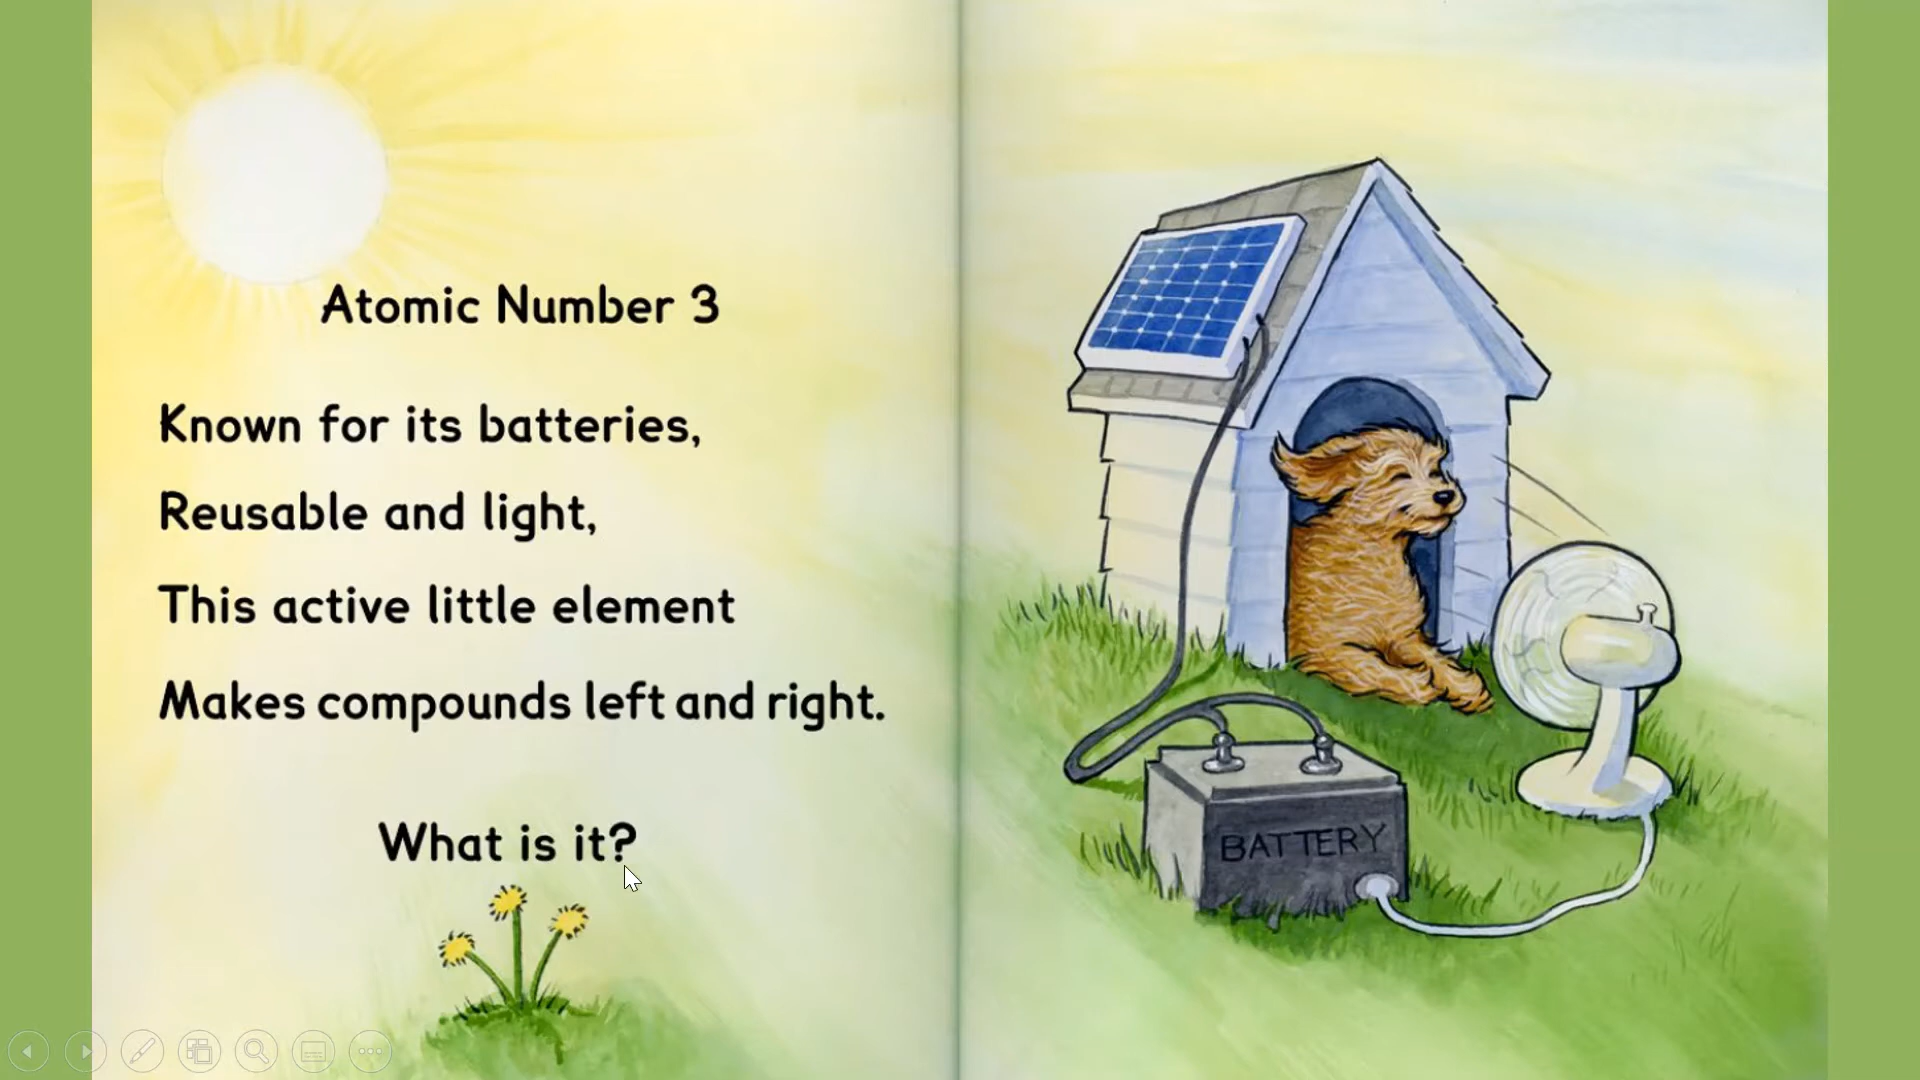 Atomic Number 3
Known for its batteries,
Reusable and light,
This active little element
Makes compounds left and right.
What is it?
BATTERY